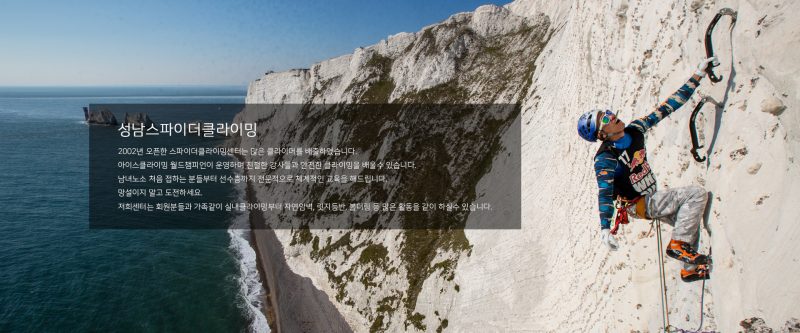 성남스파이더클라이밍
2002년 오픈한 스파이더클라이밍센터는 많은 클라이머를 배출하였습니다.
아이스클라이밍 월드챔피언이 운영하며 친절한 강사들과 안전한 클라이밍을 배울수 있습니다.
남녀노소 처음 접하는 분들부터 선수층까지 전문적으로 체계적인 교육을 해드립니다.
망설이지 말고 도전하세요.
저희센터는 회원분들과 가족같이 실내클라이밍부터 자연암벽, 릿지등반, 볼더링 등 많은 활동을 같이 하실수 있습니다.
Red Bull